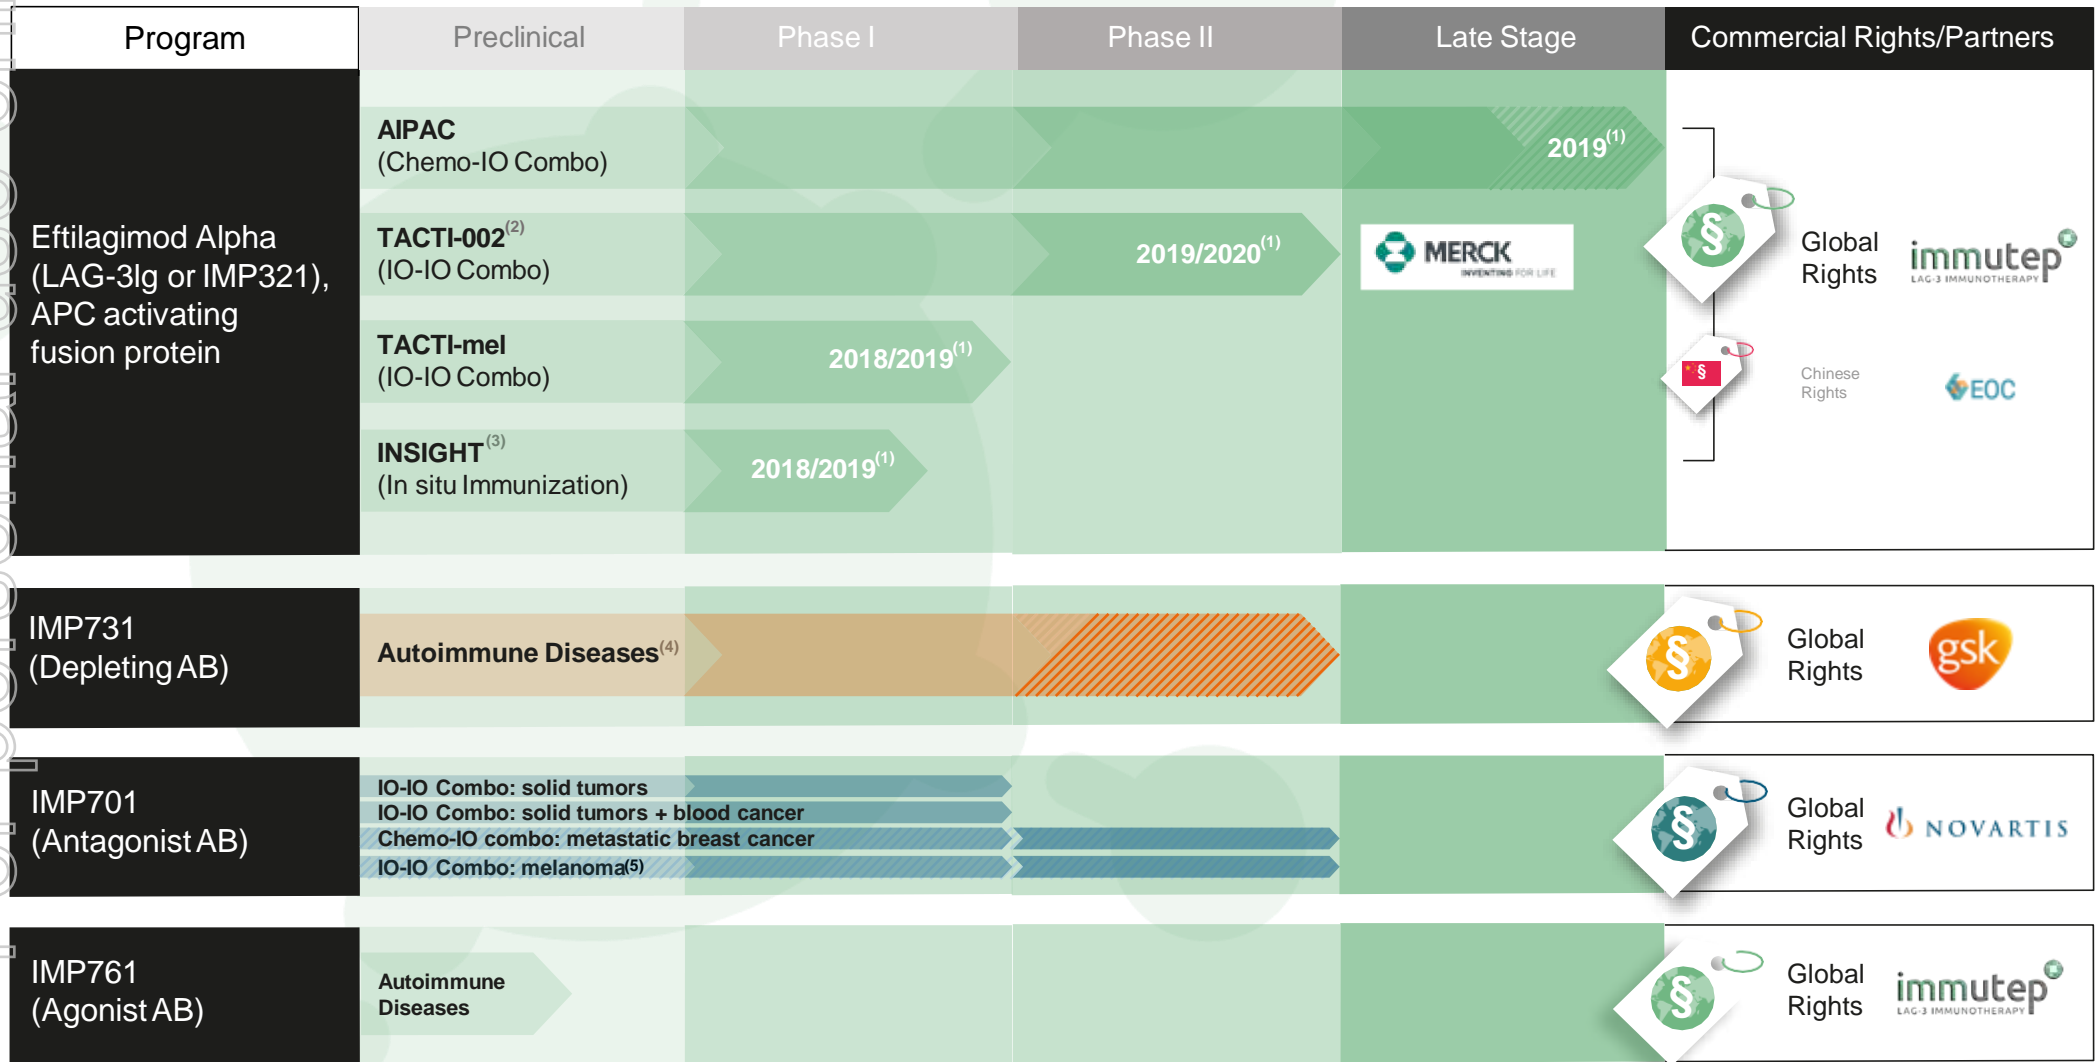 Program
Preclinical
Phase I
Phase II
Late Stage
Commercial Rights/Partners
Eftilagimod Alpha
(LAG-3lg or IMP321),
APC activating
fusion protein
AIPAC
(Chemo-IO Combo)
2019(1)
TACTI-002(2)
(IO-IO Combo)
2019/2020(1)
MERCK
INVENTING FOR LIFE
TACTI-mel
(IO-IO Combo)
2018/2019(1)
INSIGHT(3)
(In situ Immunization)
2018/2019(1)
§
Global
Rights
immutep
LAG-3 IMMUNOTHERAPY
§
Chinese
Rights
EOC
IMP731
(Depleting AB)
Autoimmune Diseases(4)
§
Global
Rights
gsk
IMP701
(Antagonist AB)
IO-IO Combo: solid tumors
IO-IO Combo: solid tumors + blood cancer
Chemo-IO combo: metastatic breast cancer
IO-IO Combo: melanoma(5)
§
Global
Rights
NOVARTIS
IMP761
(Agonist AB)
Autoimmune
Diseases
§
Global
Rights
immutep
LAG-3 IMMUNOTHERAPY